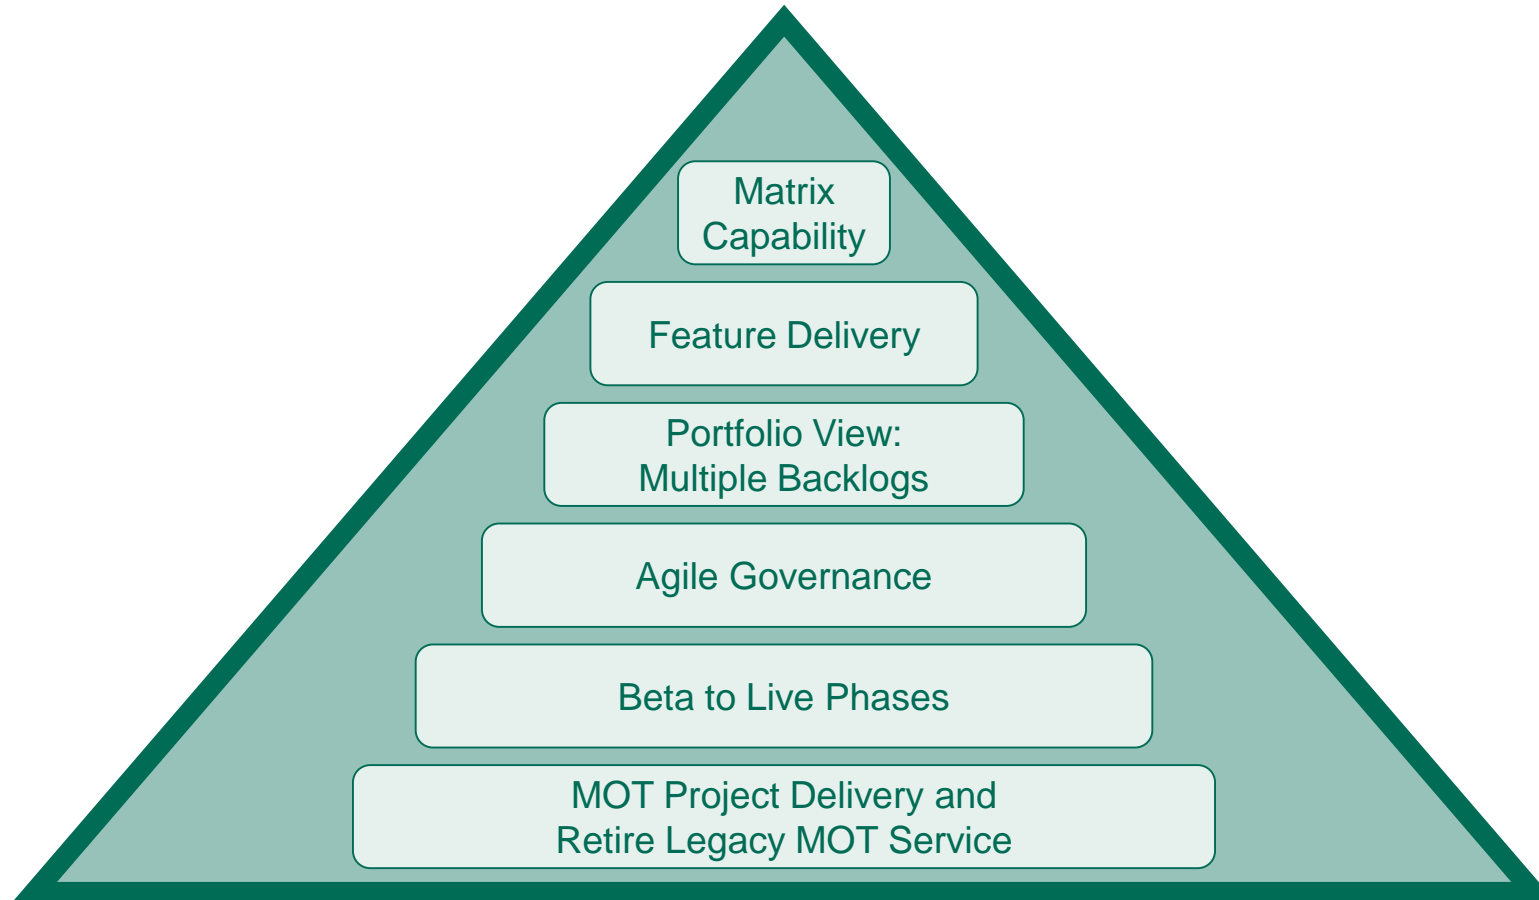 Matrix
Capability
Feature Delivery
Portfolio View:
Multiple Backlogs
Agile Governance
Beta to Live Phases
MOT Project Delivery and
Retire Legacy MOT Service